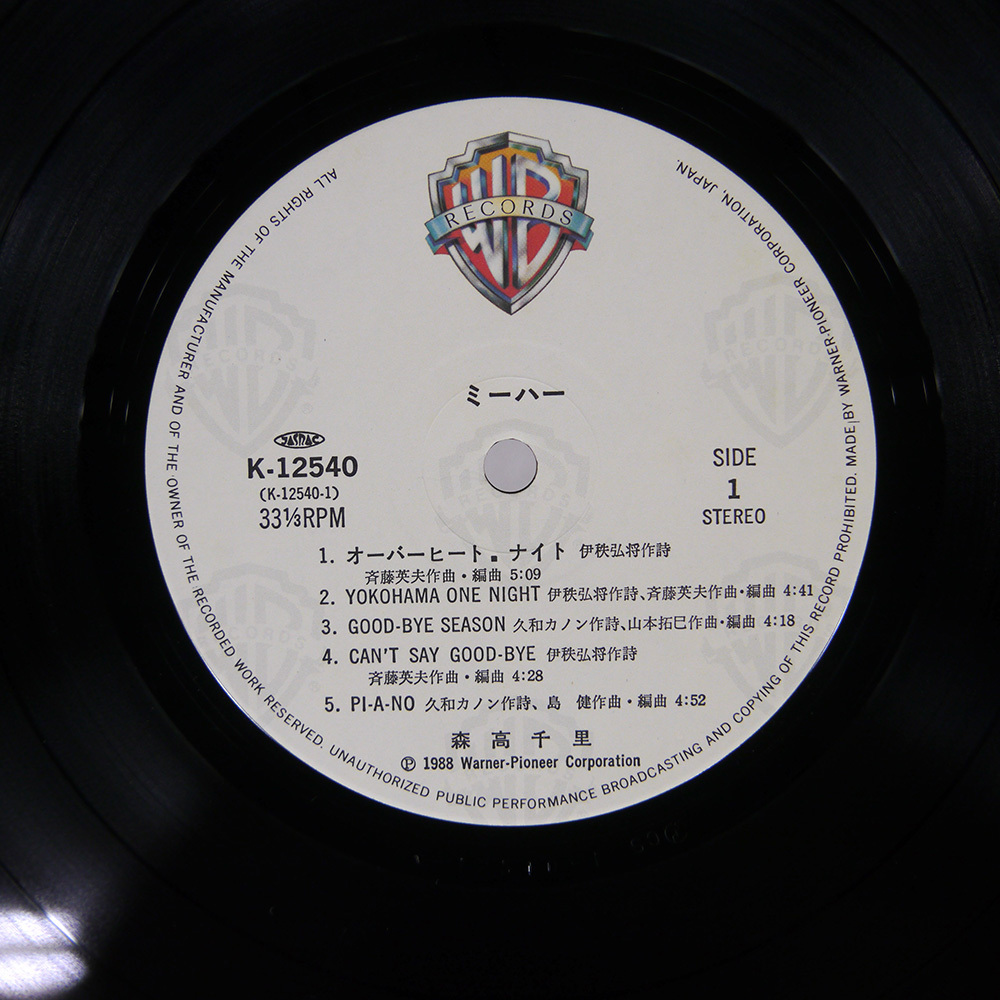 WB
RECORDS
ミーハー
JASRAC
K-12540
(K-12540-1)
33⅓RPM
SIDE
1
STEREO
1. オーバーヒート．ナイト 伊秩弘将作詩
斉藤英夫作曲・編曲 5:09
2. YOKOHAMA ONE NIGHT 伊秩弘将作詩、斉藤英夫作曲・編曲 4:41
3. GOOD-BYE SEASON 久和カノン作詩、山本拓巳作曲・編曲 4:18
4. CAN'T SAY GOOD-BYE 伊秩弘将作詩
斉藤英夫作曲・編曲 4:28
5. PI-A-NO 久和カノン作詩、島 健作曲・編曲 4:52
森高千里
℗ 1988 Warner-Pioneer Corporation
ALL RIGHTS OF THE MANUFACTURER AND OF THE OWNER OF THE RECORDED WORK RESERVED. UNAUTHORIZED PUBLIC PERFORMANCE BROADCASTING AND COPYING OF THIS RECORD PROHIBITED. MADE BY WARNER-PIONEER CORPORATION, JAPAN.